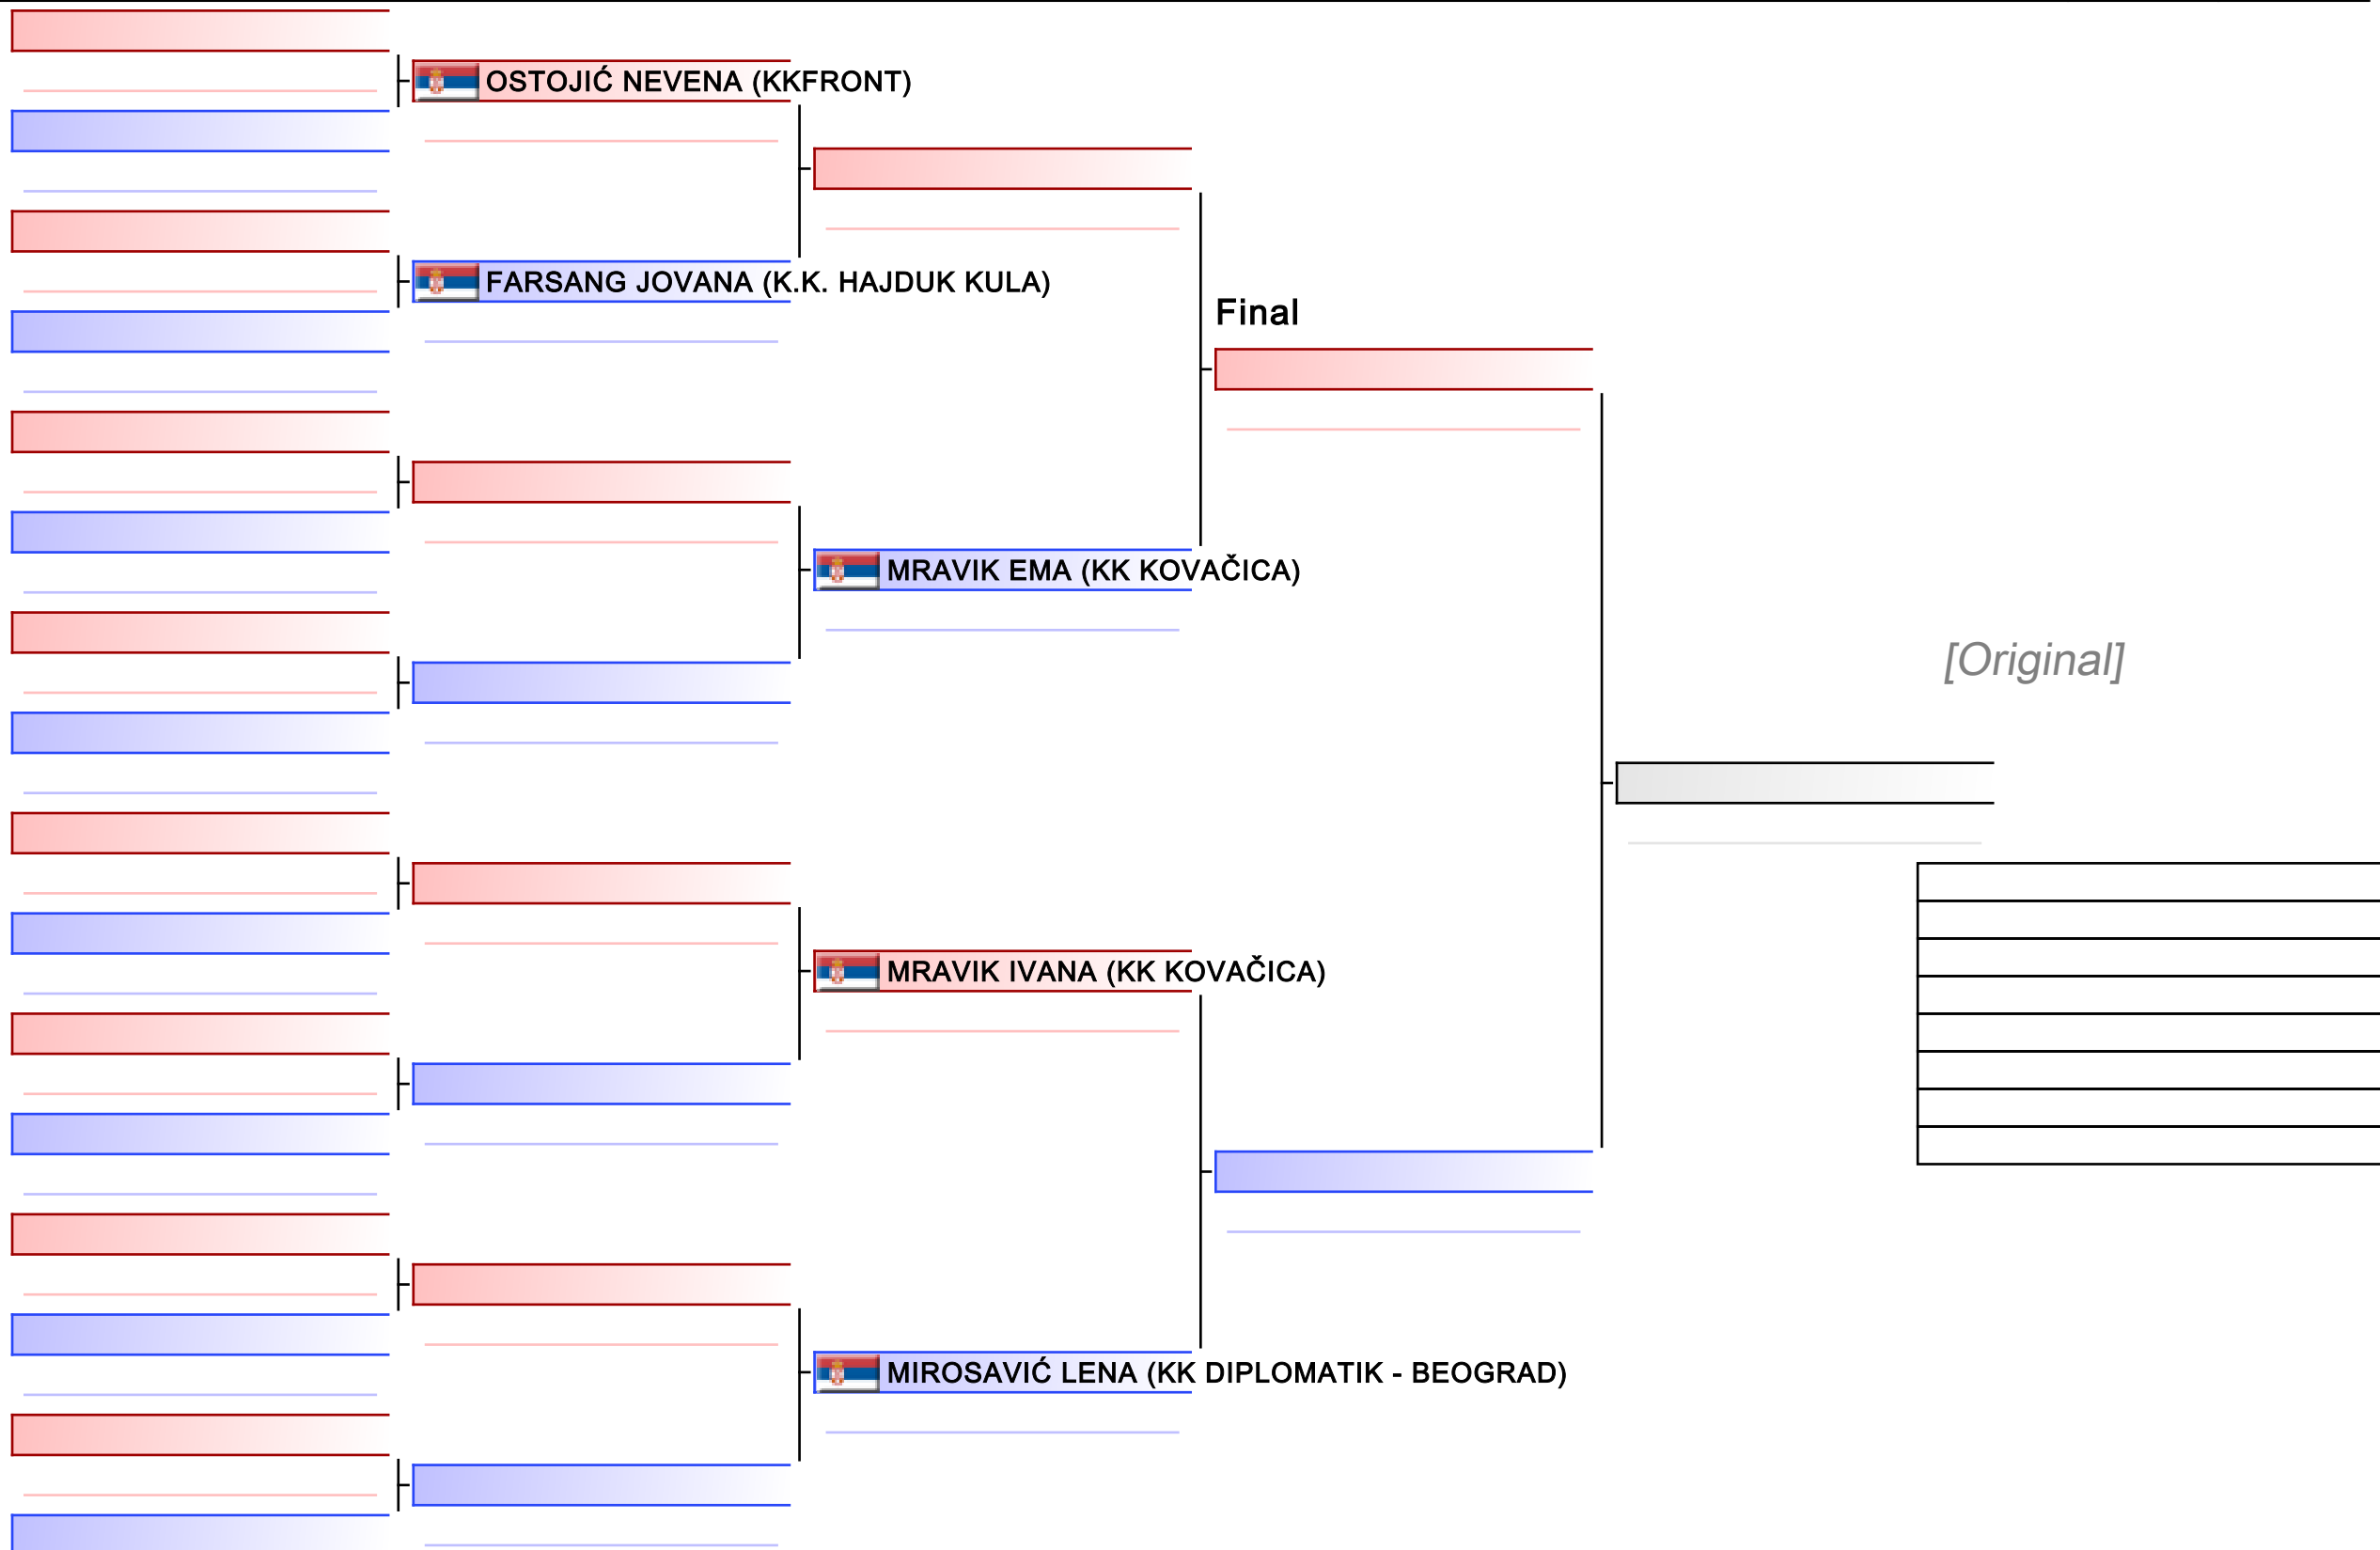 OSTOJIĆ NEVENA (KKFRONT)
FARSANG JOVANA (K.K. HAJDUK KULA)
Final
MRAVIK EMA (KK KOVAČICA)
[Original]
MRAVIK IVANA (KK KOVAČICA)
MIROSAVIĆ LENA (KK DIPLOMATIK - BEOGRAD)